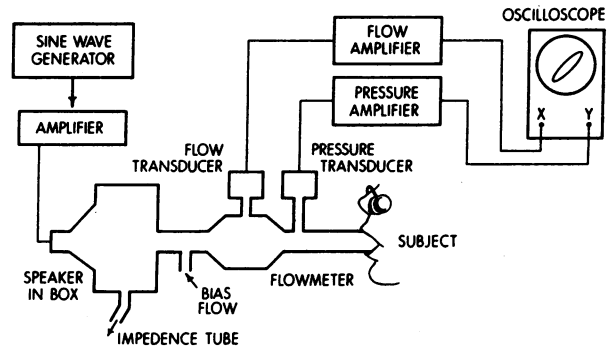 OSCILLOSCOPE
SINE WAVE
GENERATOR
FLOW
AMPLIFIER
AMPLIFIER
PRESSURE
AMPLIFIER
X Y
FLOW
TRANSDUCER
PRESSURE
TRANSDUCER
SUBJECT
SPEAKER
IN BOX
BIAS
FLOW
FLOWMETER
IMPEDENCE TUBE